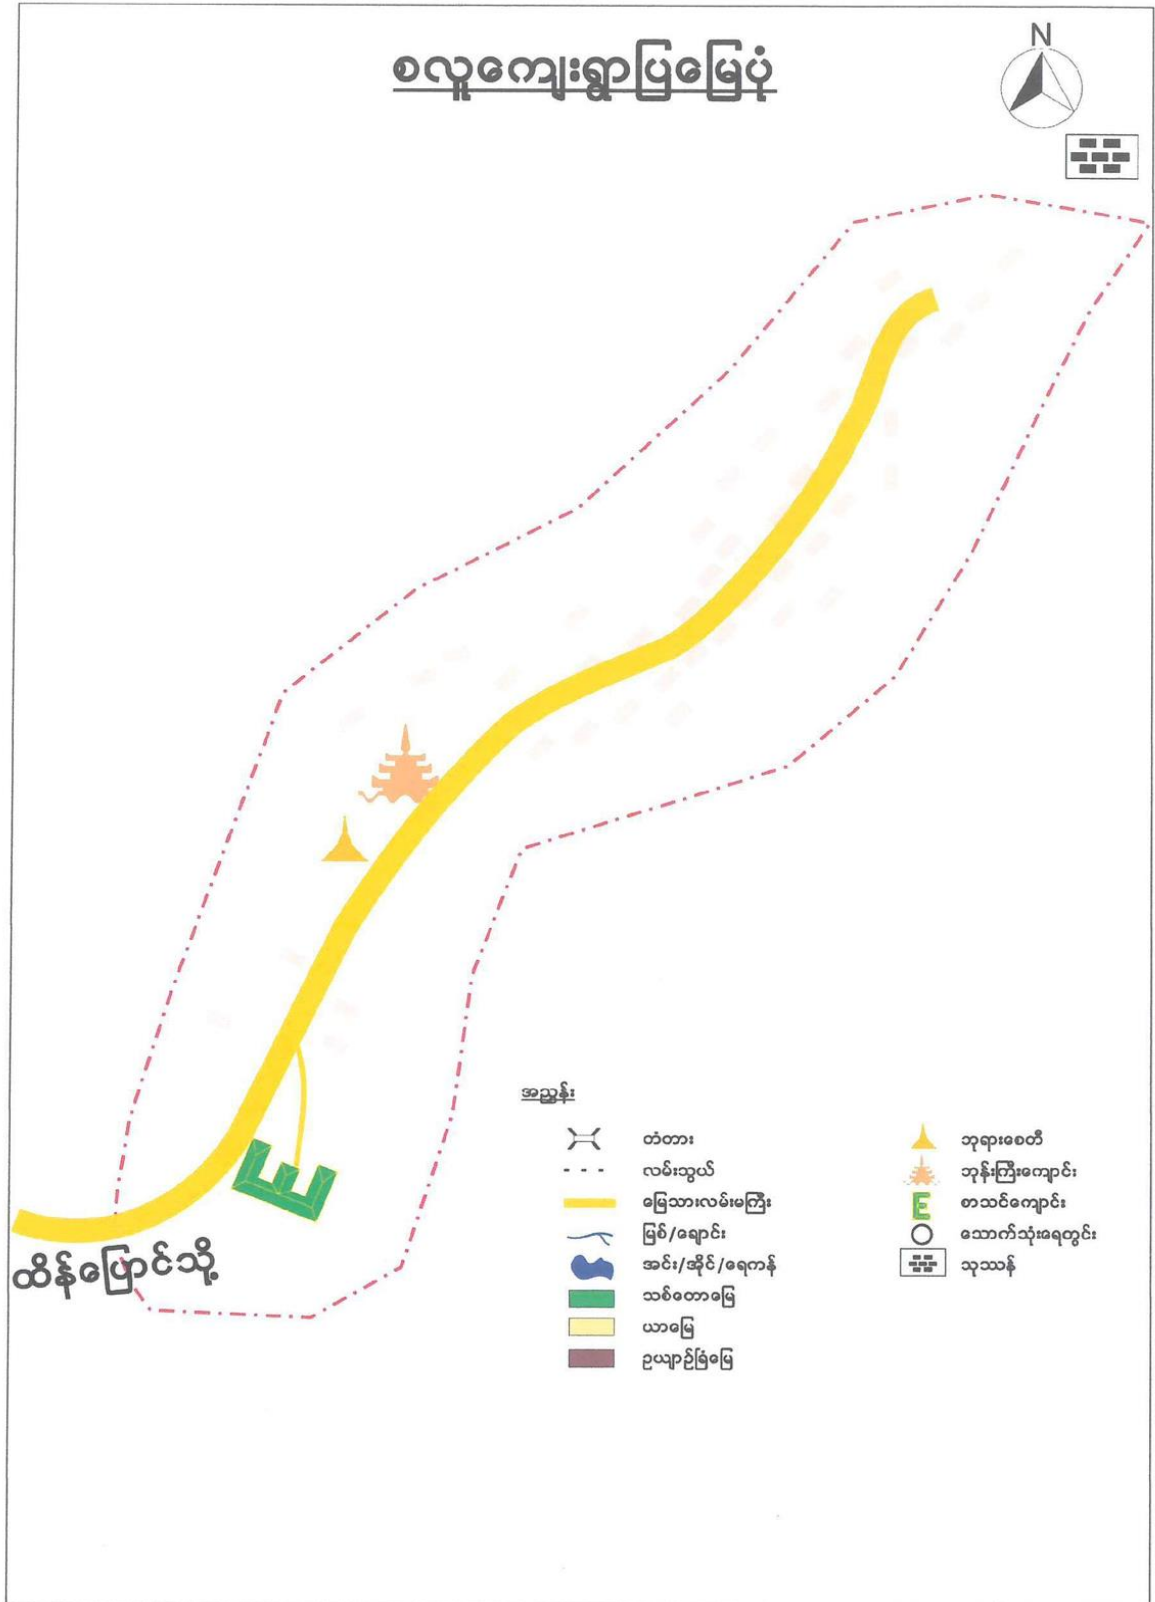 စလူကျေးရွာပြမြေပုံ
N
ထိန်ပြောင်သို့
အညွှန်း
တံတား
လမ်းသွယ်
မြေသားလမ်းမကြီး
မြစ်/ချောင်း
အင်း/အိုင်/ရေကန်
သစ်တောမြေ
ယာမြေ
ဥယျာဉ်ခြံမြေ
ဘုရားစေတီ
ဘုန်းကြီးကျောင်း
စာသင်ကျောင်း
သောက်သုံးရေတွင်း
သုဿန်